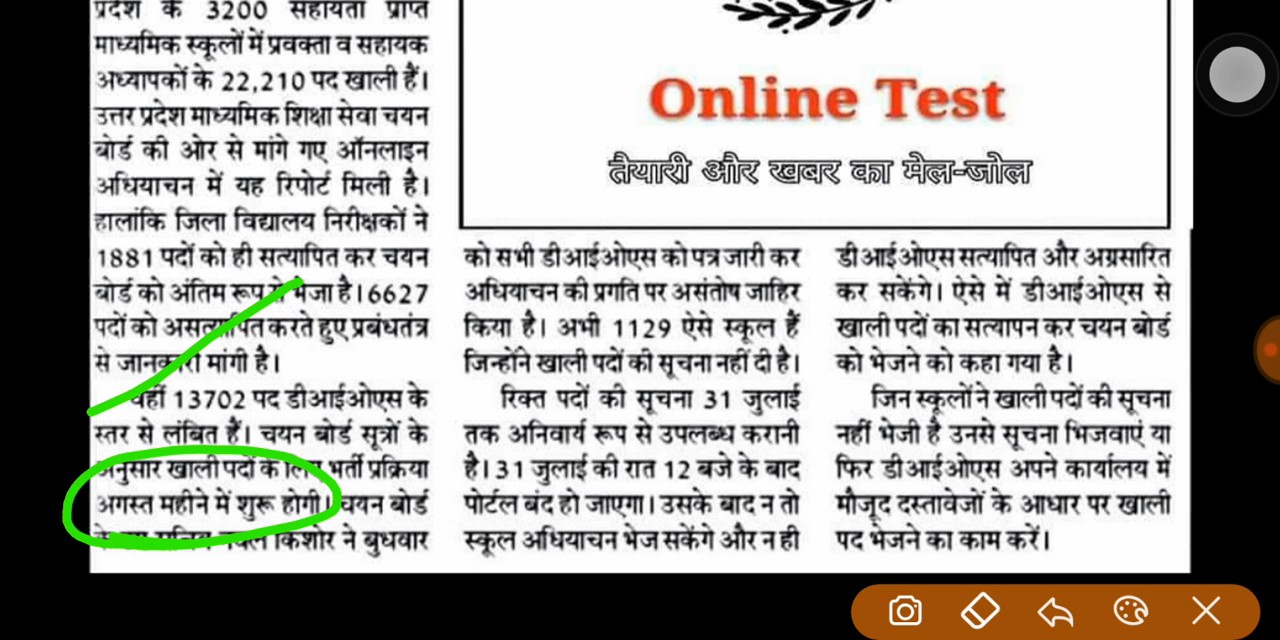 प्रदेश के 3200 सहायता प्राप्त
माध्यमिक स्कूलों में प्रवक्ता व सहायक
अध्यापकों के 22,210 पद खाली हैं।
उत्तर प्रदेश माध्यमिक शिक्षा सेवा चयन
बोर्ड की ओर से मांगे गए ऑनलाइन
अधियाचन में यह रिपोर्ट मिली है।
हालांकि जिला विद्यालय निरीक्षकों ने
1881 पदों को ही सत्यापित कर चयन
बोर्ड को अंतिम रूप से भेजा है। 6627
पदों को असत्यापित करते हुए प्रबंधतंत्र
से जानकारी मांगी है।
वहीं 13702 पद डीआईओएस के
स्तर से लंबित हैं। चयन बोर्ड सूत्रों के
अनुसार खाली पदों के लिए भर्ती प्रक्रिया
अगस्त महीने में शुरू होगी। चयन बोर्ड
किशोर ने बुधवार
Online Test
तैयारी और खबर का मेल-जोल
को सभी डीआईओएस को पत्र जारी कर
अधियाचन की प्रगति पर असंतोष जाहिर
किया है। अभी 1129 ऐसे स्कूल हैं
जिन्होंने खाली पदों की सूचना नहीं दी है।
रिक्त पदों की सूचना 31 जुलाई
तक अनिवार्य रूप से उपलब्ध करानी
है। 31 जुलाई की रात 12 बजे के बाद
पोर्टल बंद हो जाएगा। उसके बाद न तो
स्कूल अधियाचन भेज सकेंगे और न ही
डीआईओएस सत्यापित और अग्रसारित
कर सकेंगे। ऐसे में डीआईओएस से
खाली पदों का सत्यापन कर चयन बोर्ड
को भेजने को कहा गया है।
जिन स्कूलों ने खाली पदों की सूचना
नहीं भेजी है उनसे सूचना भिजवाएं या
फिर डीआईओएस अपने कार्यालय में
मौजूद दस्तावेजों के आधार पर खाली
पद भेजने का काम करें।